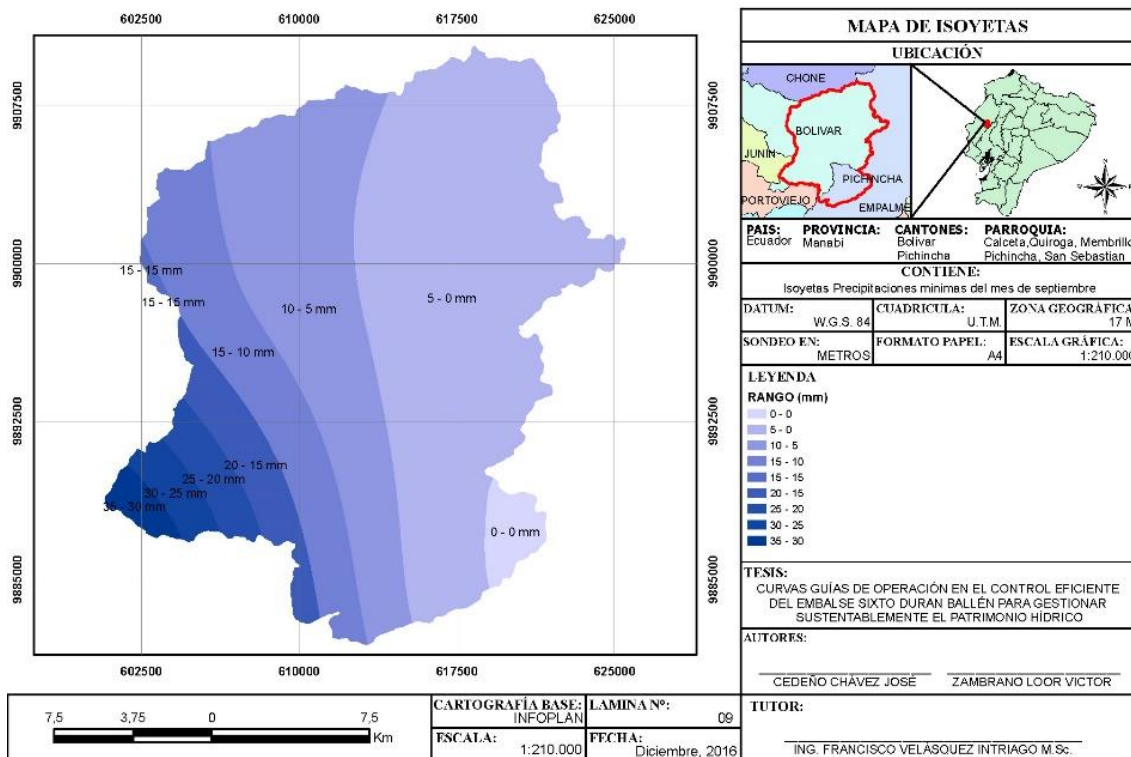 602500 610000 617500 625000
9907500
9900000
9892500
9885000
15 - 15 mm
15 - 15 mm
10 - 5 mm
5 - 0 mm
15 - 10 mm
20 - 15 mm
25 - 20 mm
30 - 25 mm
35 - 30 mm
0 - 0 mm
9907500
9900000
9892500
9885000
602500 610000 617500 625000
MAPA DE ISOYETAS
UBICACIÓN
CHONE
BOLIVAR
JUNIN
PICHINCHA
PORTOVIEJO
EMPALME
PAIS: PROVINCIA: CANTONES: PARROQUIA:
Ecuador Manabi Bolivar Calceta,Quiroga, Membrillo
Pichincha Pichincha, San Sebastian
CONTIENE:
Isoyetas Precipitaciones minimas del mes de septiembre
DATUM: CUADRICULA: ZONA GEOGRÁFICA:
W.G.S. 84 U.T.M. 17 M
SONDEO EN: FORMATO PAPEL: ESCALA GRÁFICA:
METROS A4 1:210.000
LEYENDA
RANGO (mm)
0 - 0
5 - 0
10 - 5
15 - 10
15 - 15
20 - 15
25 - 20
30 - 25
35 - 30
TESIS:
CURVAS GUÍAS DE OPERACIÓN EN EL CONTROL EFICIENTE
DEL EMBALSE SIXTO DURAN BALLÉN PARA GESTIONAR
SUSTENTABLEMENTE EL PATRIMONIO HÍDRICO
AUTORES:
CEDEÑO CHÁVEZ JOSÉ ZAMBRANO LOOR VICTOR
TUTOR:
ING. FRANCISCO VELÁSQUEZ INTRIAGO M.Sc.
7,5 3,75 0 7,5
Km
CARTOGRAFÍA BASE: LAMINA Nº:
INFOPLAN 09
ESCALA: FECHA:
1:210.000 Diciembre, 2016